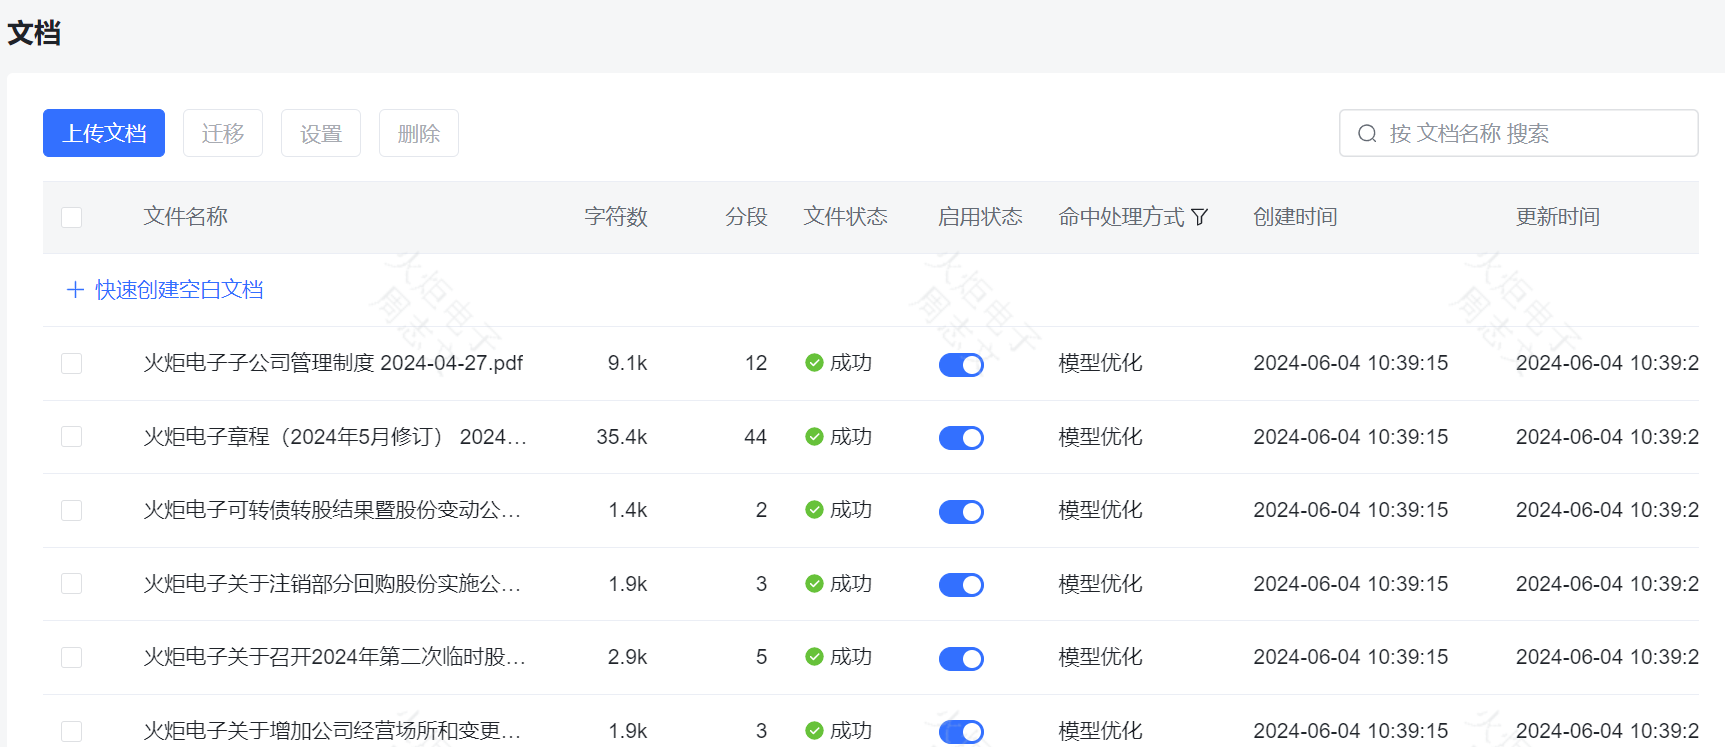 文档
上传文档 迁移 设置 删除 按 文档名称 搜索
文件名称 字符数 分段 文件状态 启用状态 命中处理方式 创建时间 更新时间
快速创建空白文档
火炬电子子公司管理制度 2024-04-27.pdf 9.1k 12 成功 模型优化 2024-06-04 10:39:15 2024-06-04 10:39:2
火炬电子章程（2024年5月修订） 2024... 35.4k 44 成功 模型优化 2024-06-04 10:39:15 2024-06-04 10:39:2
火炬电子可转债转股结果暨股份变动公... 1.4k 2 成功 模型优化 2024-06-04 10:39:15 2024-06-04 10:39:2
火炬电子关于注销部分回购股份实施公... 1.9k 3 成功 模型优化 2024-06-04 10:39:15 2024-06-04 10:39:2
火炬电子关于召开2024年第二次临时股... 2.9k 5 成功 模型优化 2024-06-04 10:39:15 2024-06-04 10:39:2
火炬电子关于增加公司经营场所和变更... 1.9k 3 成功 模型优化 2024-06-04 10:39:15 2024-06-04 10:39:2
火炬电子
周志文
火炬电子
周志文
火炬电子
周志文